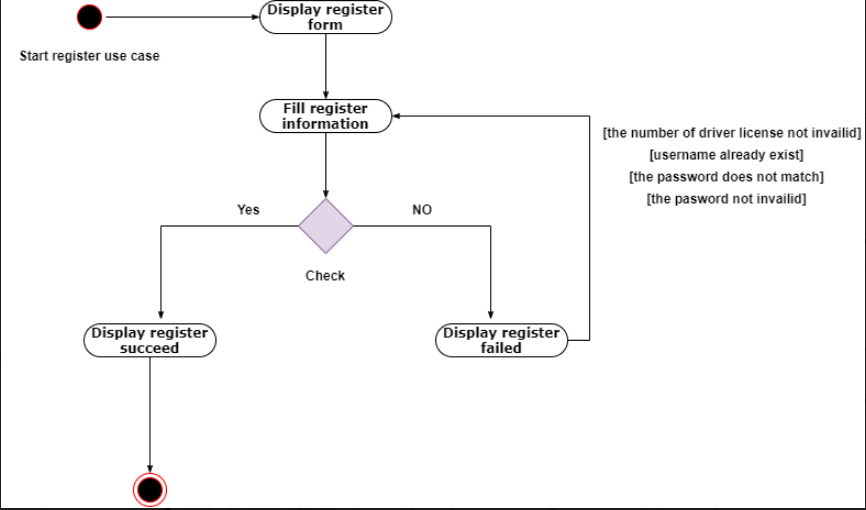 Display register
form
Start register use case
Fill register
information
[the number of driver license not invailid]
[username already exist]
[the password does not match]
[the pasword not invailid]
Yes
NO
Check
Display register
succeed
Display register
failed